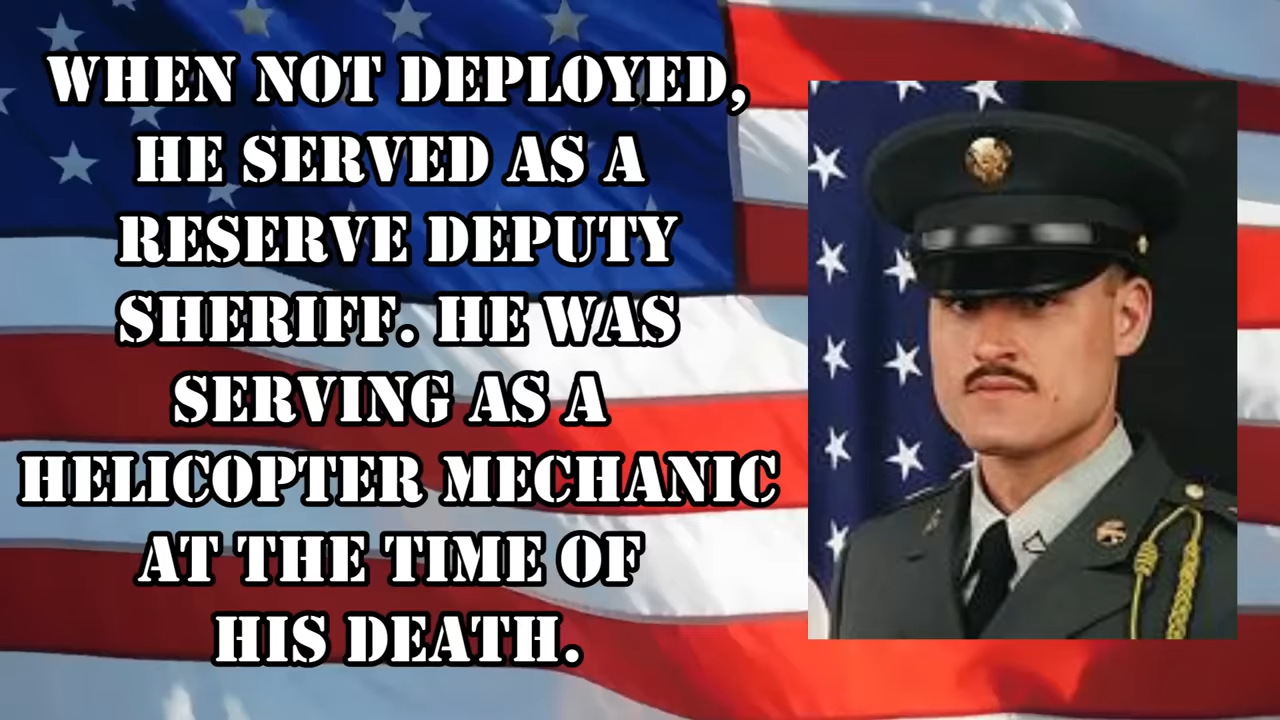 WHEN NOT DEPLOYED,
HE SERVED AS A
RESERVE DEPUTY
SHERIFF. HE WAS
SERVING AS A
HELICOPTER MECHANIC
AT THE TIME OF
HIS DEATH.